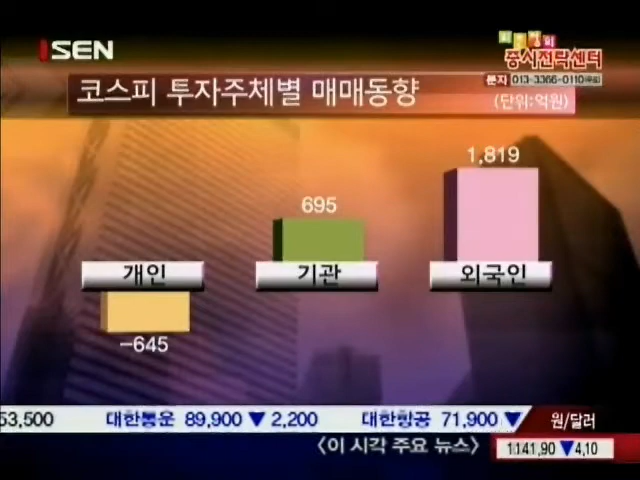 SEN
증시전략센터
문자 013-3366-0110
코스피 투자주체별 매매동향
(단위:억원)
1,819
695
개인
기관
외국인
-645
53,500 대한통운 89,900 ▼ 2,200 대한항공 71,900 ▼
원/달러
<이 시각 주요 뉴스>
1141,90 ▼4,10